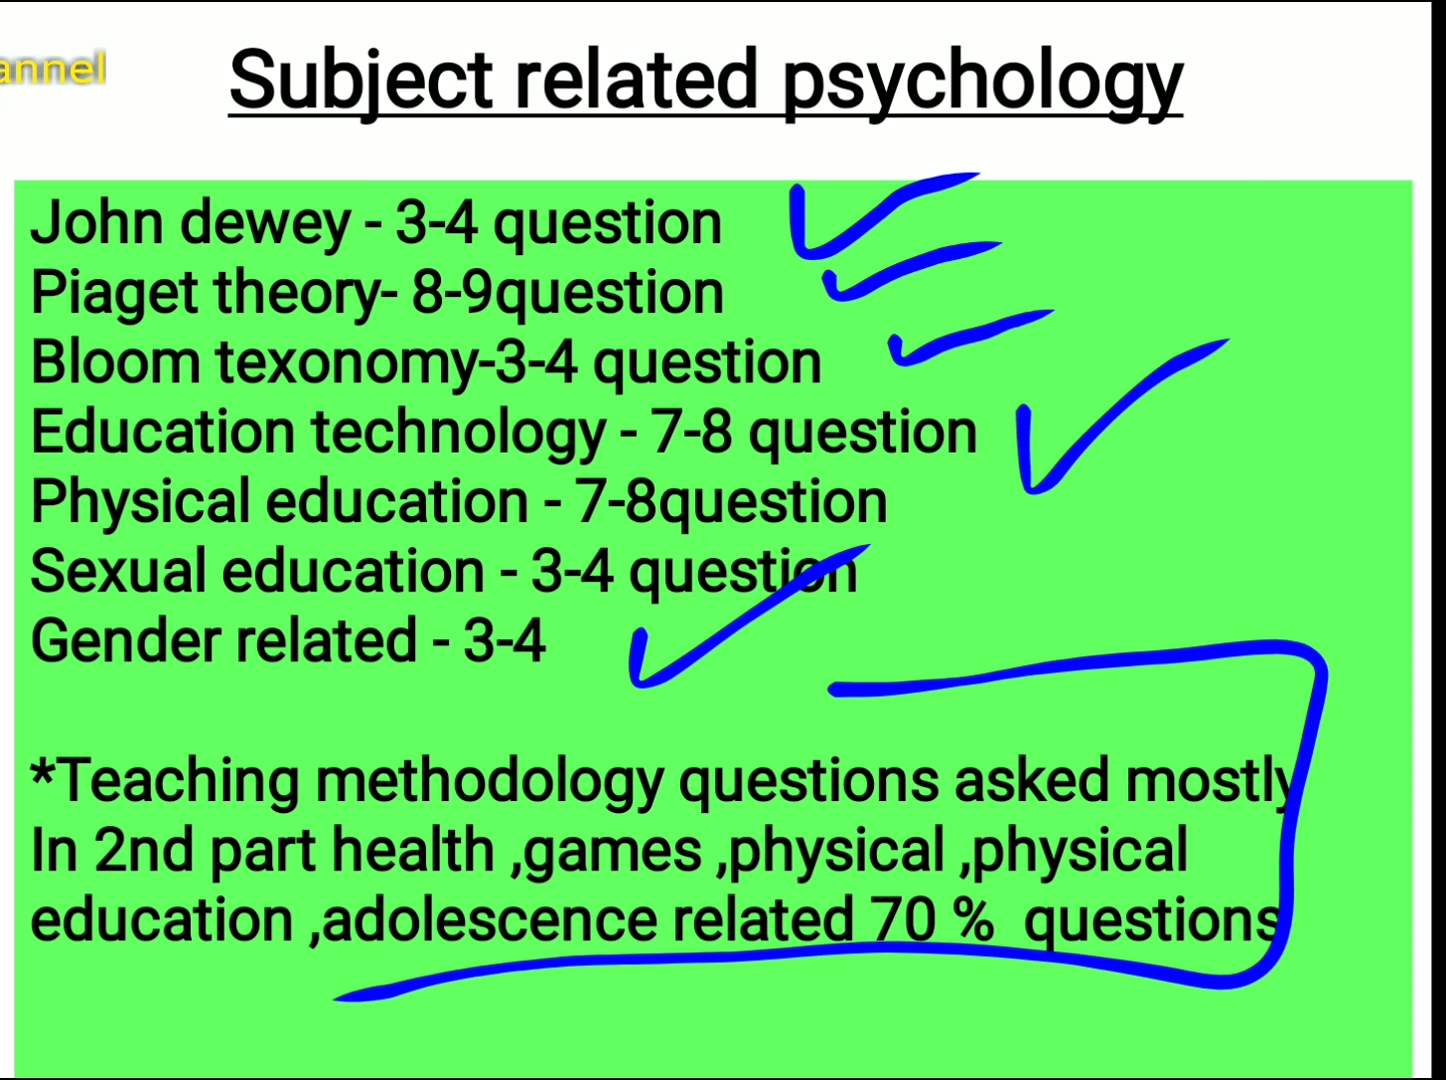 annel
Subject related psychology
John dewey - 3-4 question
Piaget theory- 8-9question
Bloom texonomy-3-4 question
Education technology - 7-8 question
Physical education - 7-8question
Sexual education - 3-4 question
Gender related - 3-4
*Teaching methodology questions asked mostly
In 2nd part health ,games ,physical ,physical
education ,adolescence related 70 % questions